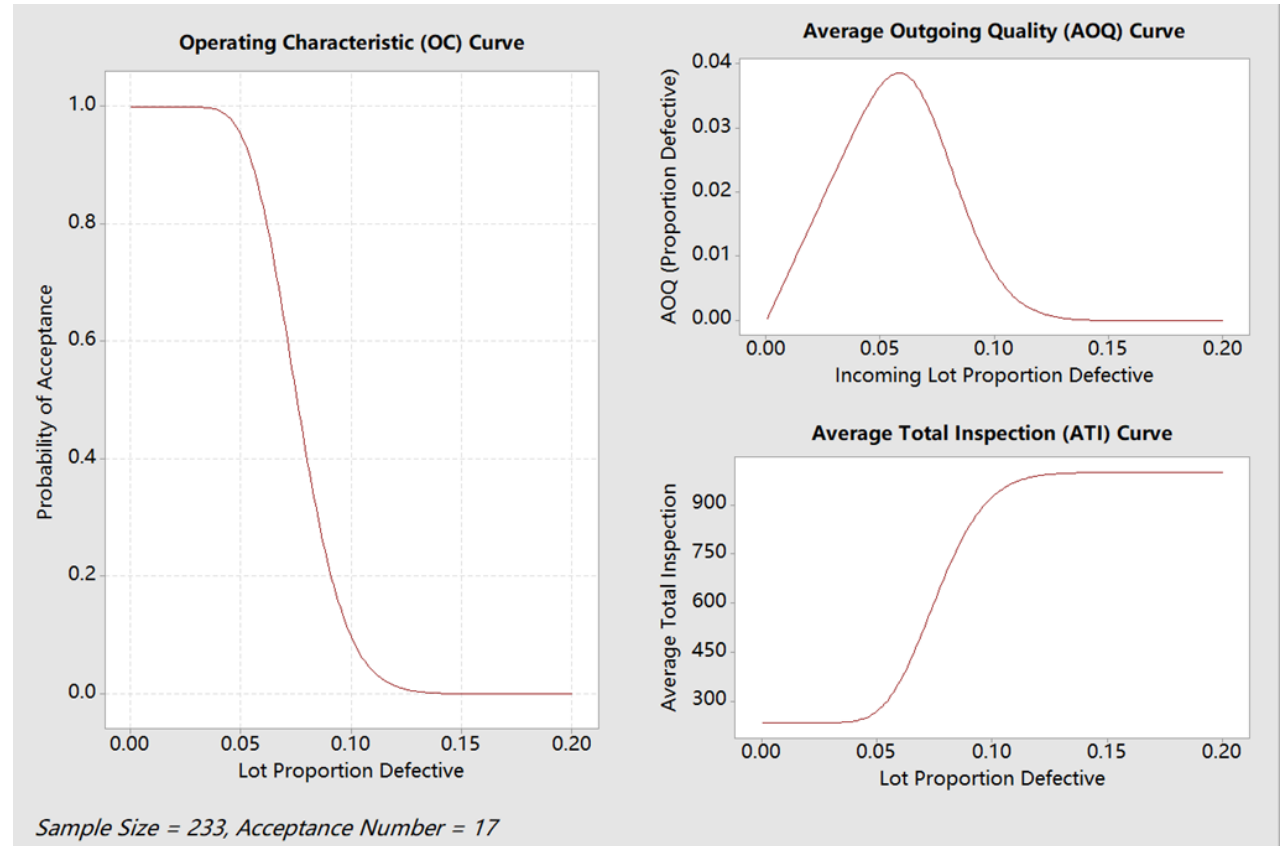 Operating Characteristic (OC) Curve
1.0
0.8
0.6
0.4
0.2
0.0
Probability of Acceptance
0.00 0.05 0.10 0.15 0.20
Lot Proportion Defective
Average Outgoing Quality (AOQ) Curve
0.04
0.03
0.02
0.01
0.00
AOQ (Proportion Defective)
0.00 0.05 0.10 0.15 0.20
Incoming Lot Proportion Defective
Average Total Inspection (ATI) Curve
900
750
600
450
300
Average Total Inspection
0.00 0.05 0.10 0.15 0.20
Lot Proportion Defective
Sample Size = 233, Acceptance Number = 17